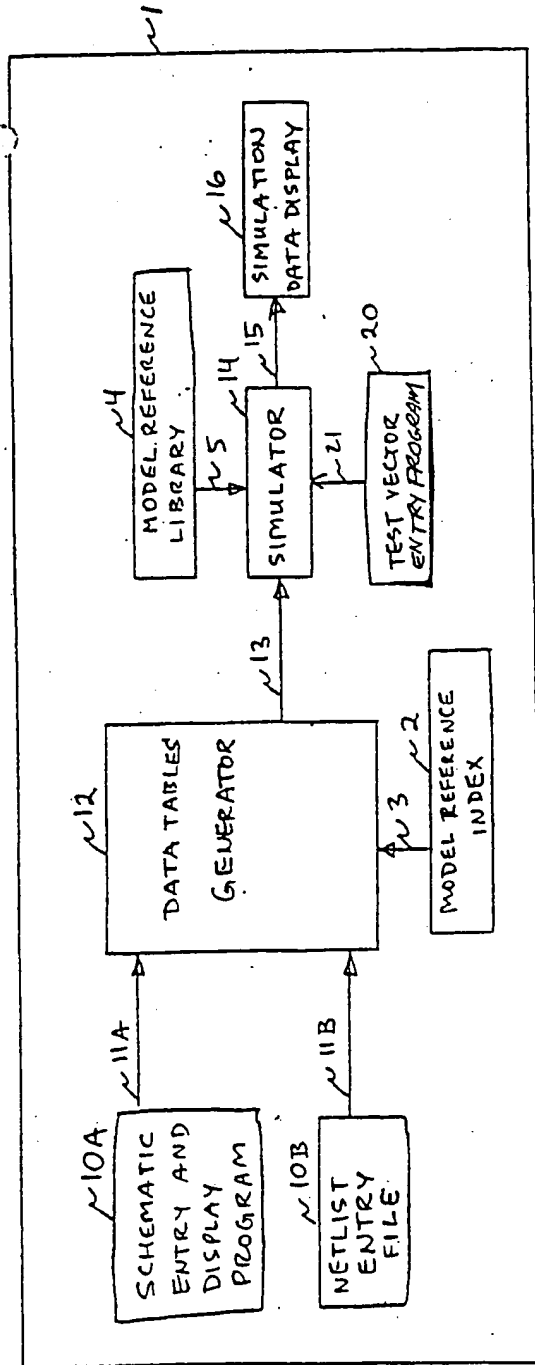 1
10A
SCHEMATIC
ENTRY AND
DISPLAY
PROGRAM
11A
10B
NETLIST
ENTRY
FILE
11B
12
DATA TABLES
GENERATOR
3
2
MODEL REFERENCE
INDEX
13
4
MODEL REFERENCE
LIBRARY
5
14
SIMULATOR
15
16
SIMULATION
DATA DISPLAY
21
20
TEST VECTOR
ENTRY PROGRAM